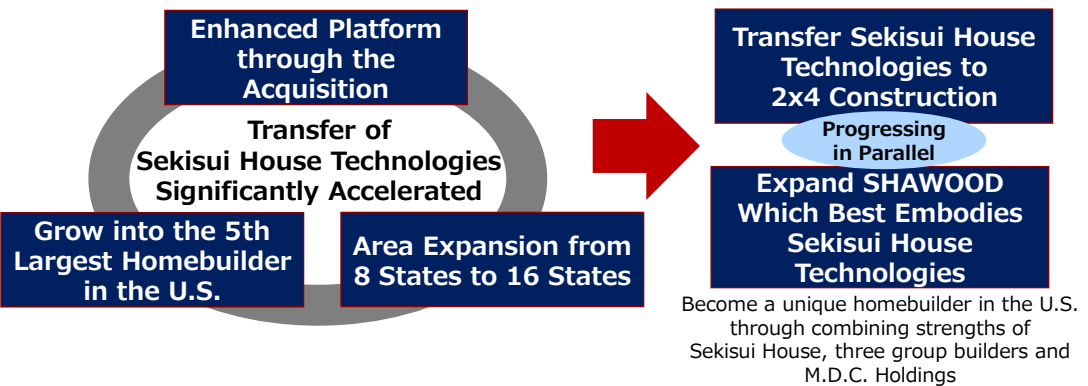 Enhanced Platform
through the
Acquisition
Transfer of
Sekisui House Technologies
Significantly Accelerated
Grow into the 5th
Largest Homebuilder
in the U.S.
Area Expansion from
8 States to 16 States
Transfer Sekisui House
Technologies to
2x4 Construction
Progressing
in Parallel
Expand SHAWOOD
Which Best Embodies
Sekisui House
Technologies
Become a unique homebuilder in the U.S.
through combining strengths of
Sekisui House, three group builders and
M.D.C. Holdings